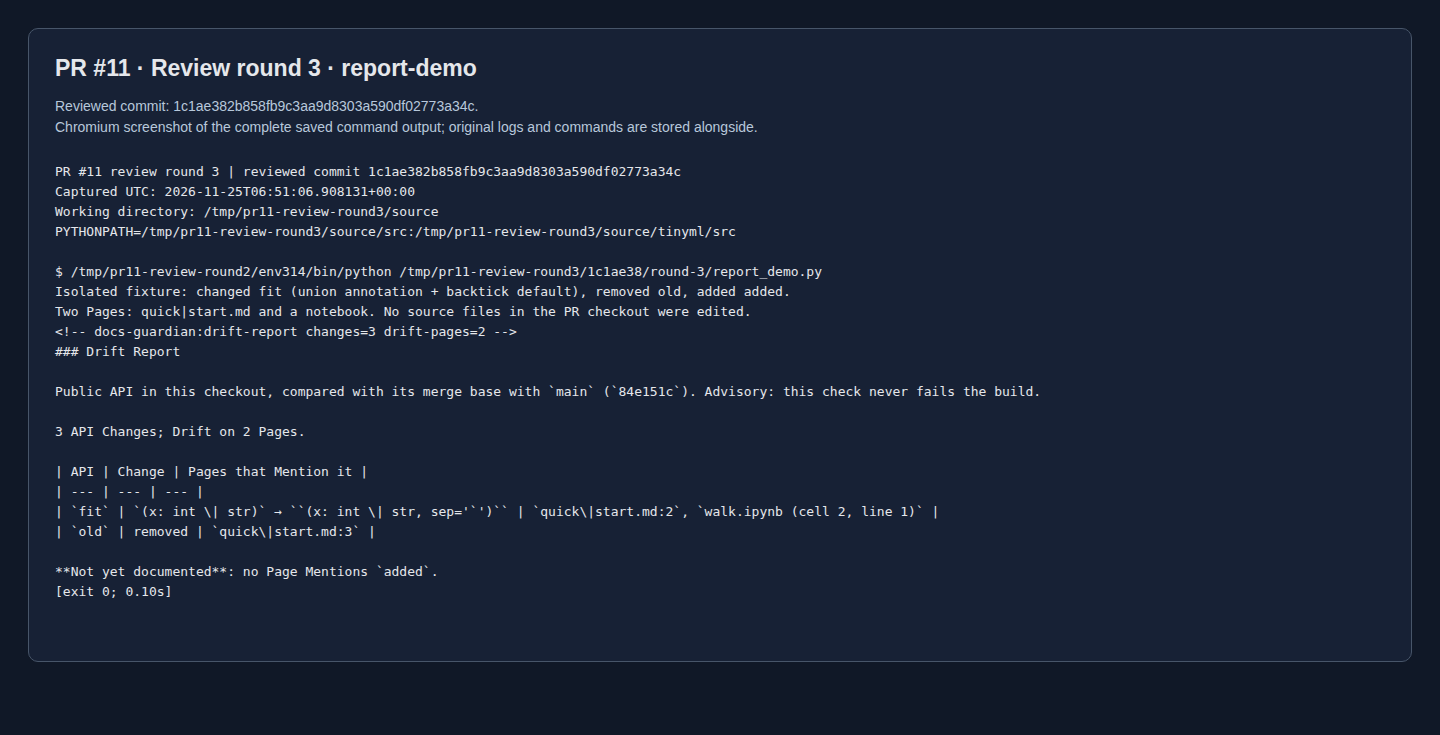 PR #11 · Review round 3 · report-demo
Reviewed commit: 1c1ae382b858fb9c3aa9d8303a590df02773a34c.
Chromium screenshot of the complete saved command output; original logs and commands are stored alongside.
PR #11 review round 3 | reviewed commit 1c1ae382b858fb9c3aa9d8303a590df02773a34c
Captured UTC: 2026-11-25T06:51:06.908131+00:00
Working directory: /tmp/pr11-review-round3/source
PYTHONPATH=/tmp/pr11-review-round3/source/src:/tmp/pr11-review-round3/source/tinyml/src
$ /tmp/pr11-review-round2/env314/bin/python /tmp/pr11-review-round3/1c1ae38/round-3/report_demo.py
Isolated fixture: changed fit (union annotation + backtick default), removed old, added added.
Two Pages: quick|start.md and a notebook. No source files in the PR checkout were edited.
<!-- docs-guardian:drift-report changes=3 drift-pages=2 -->
### Drift Report
Public API in this checkout, compared with its merge base with `main` (`84e151c`). Advisory: this check never fails the build.
3 API Changes; Drift on 2 Pages.
| API | Change | Pages that Mention it |
| --- | --- | --- |
| `fit` | `(x: int \| str)` → ``(x: int \| str, sep='`')`` | `quick\|start.md:2`, `walk.ipynb (cell 2, line 1)` |
| `old` | removed | `quick\|start.md:3` |
**Not yet documented**: no Page Mentions `added`.
[exit 0; 0.10s]